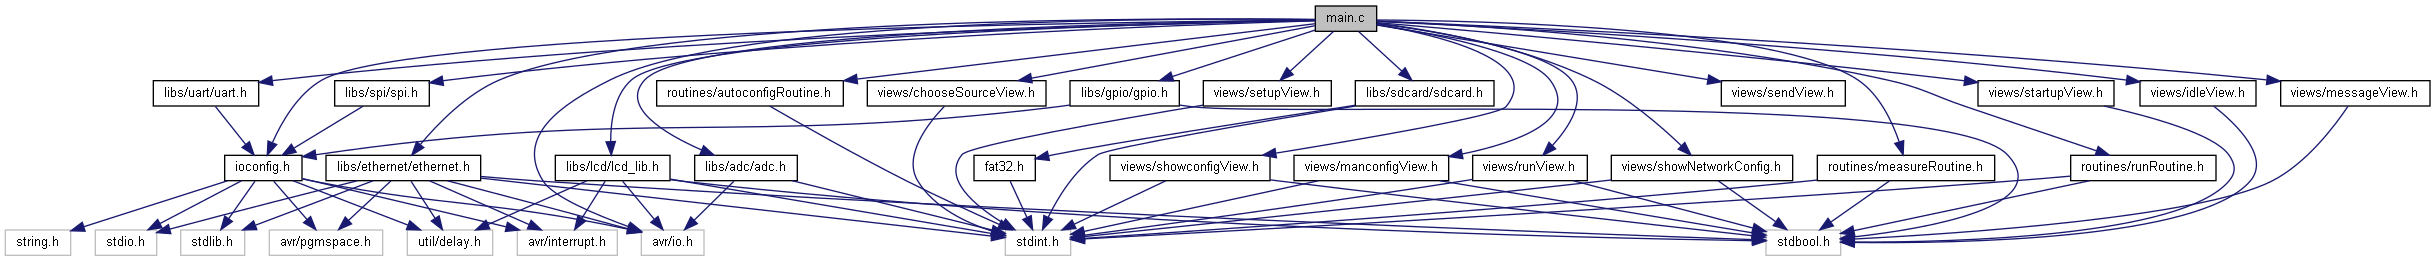 main.c
libs/uart/uart.h
libs/spi/spi.h
routines/autoconfigRoutine.h
views/chooseSourceView.h
libs/gpio/gpio.h
views/setupView.h
libs/sdcard/sdcard.h
views/sendView.h
views/startupView.h
views/idleView.h
views/messageView.h
ioconfig.h
libs/ethernet/ethernet.h
libs/lcd/lcd_lib.h
libs/adc/adc.h
fat32.h
views/showconfigView.h
views/manconfigView.h
views/runView.h
views/showNetworkConfig.h
routines/measureRoutine.h
routines/runRoutine.h
string.h
stdio.h
stdlib.h
avr/pgmspace.h
util/delay.h
avr/interrupt.h
avr/io.h
stdint.h
stdbool.h